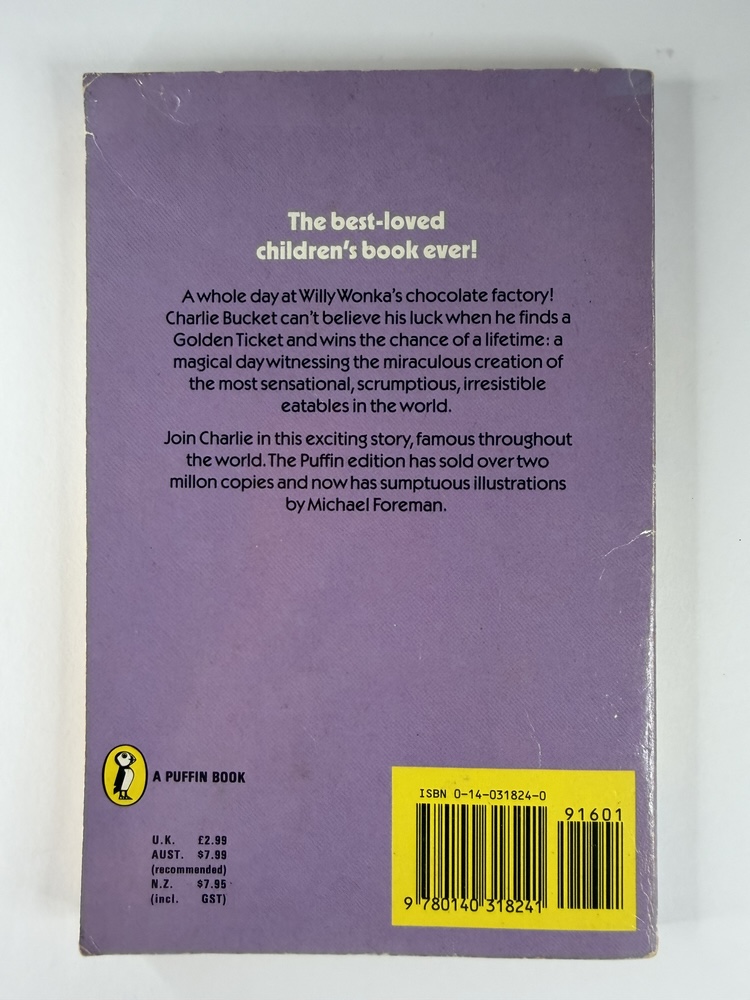 The best-loved
children's book ever!
A whole day at Willy Wonka's chocolate factory!
Charlie Bucket can't believe his luck when he finds a
Golden Ticket and wins the chance of a lifetime: a
magical day witnessing the miraculous creation of
the most sensational, scrumptious, irresistible
eatables in the world.
Join Charlie in this exciting story, famous throughout
the world. The Puffin edition has sold over two
millon copies and now has sumptuous illustrations
by Michael Foreman.
A PUFFIN BOOK
U.K. £2.99
AUST. $7.99
(recommended)
N.Z. $7.95
(incl. GST)
ISBN 0-14-031824-0
91601
9 780140 318241